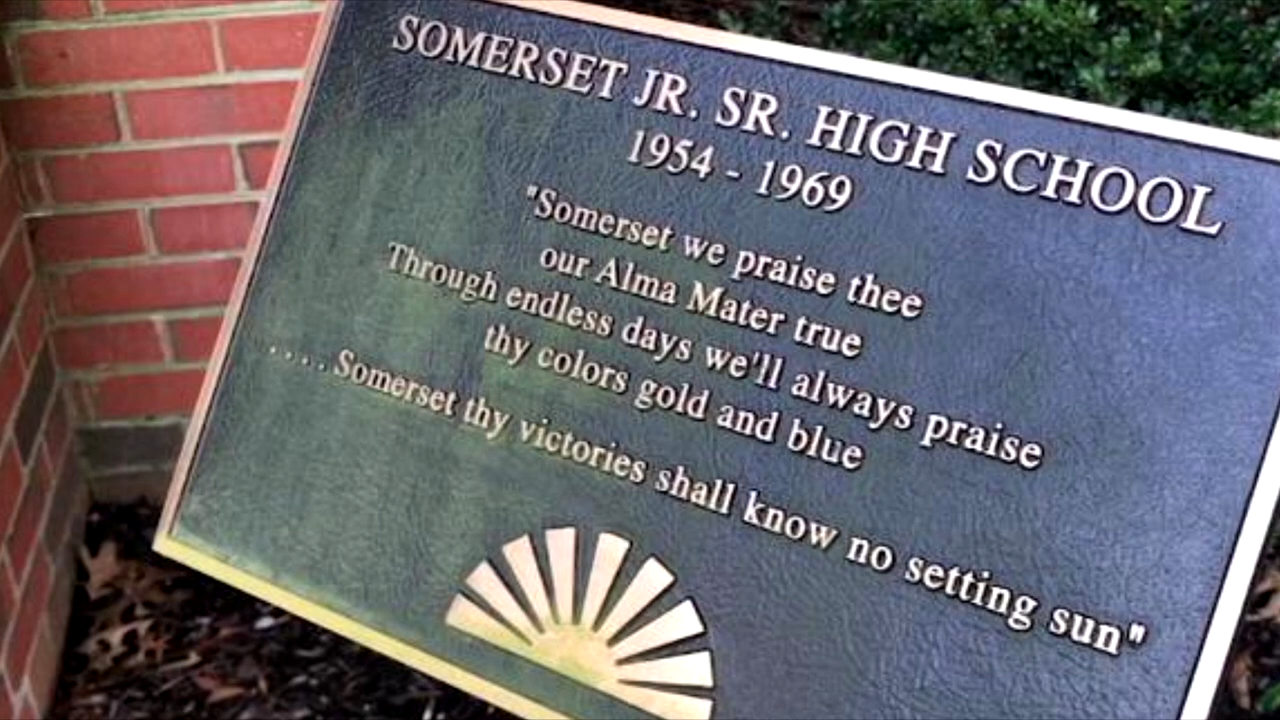 SOMERSET JR. SR. HIGH SCHOOL
1954 - 1969
"Somerset we praise thee
our Alma Mater true
Through endless days we'll always praise
thy colors gold and blue
. . . . . Somerset thy victories shall know no setting sun"